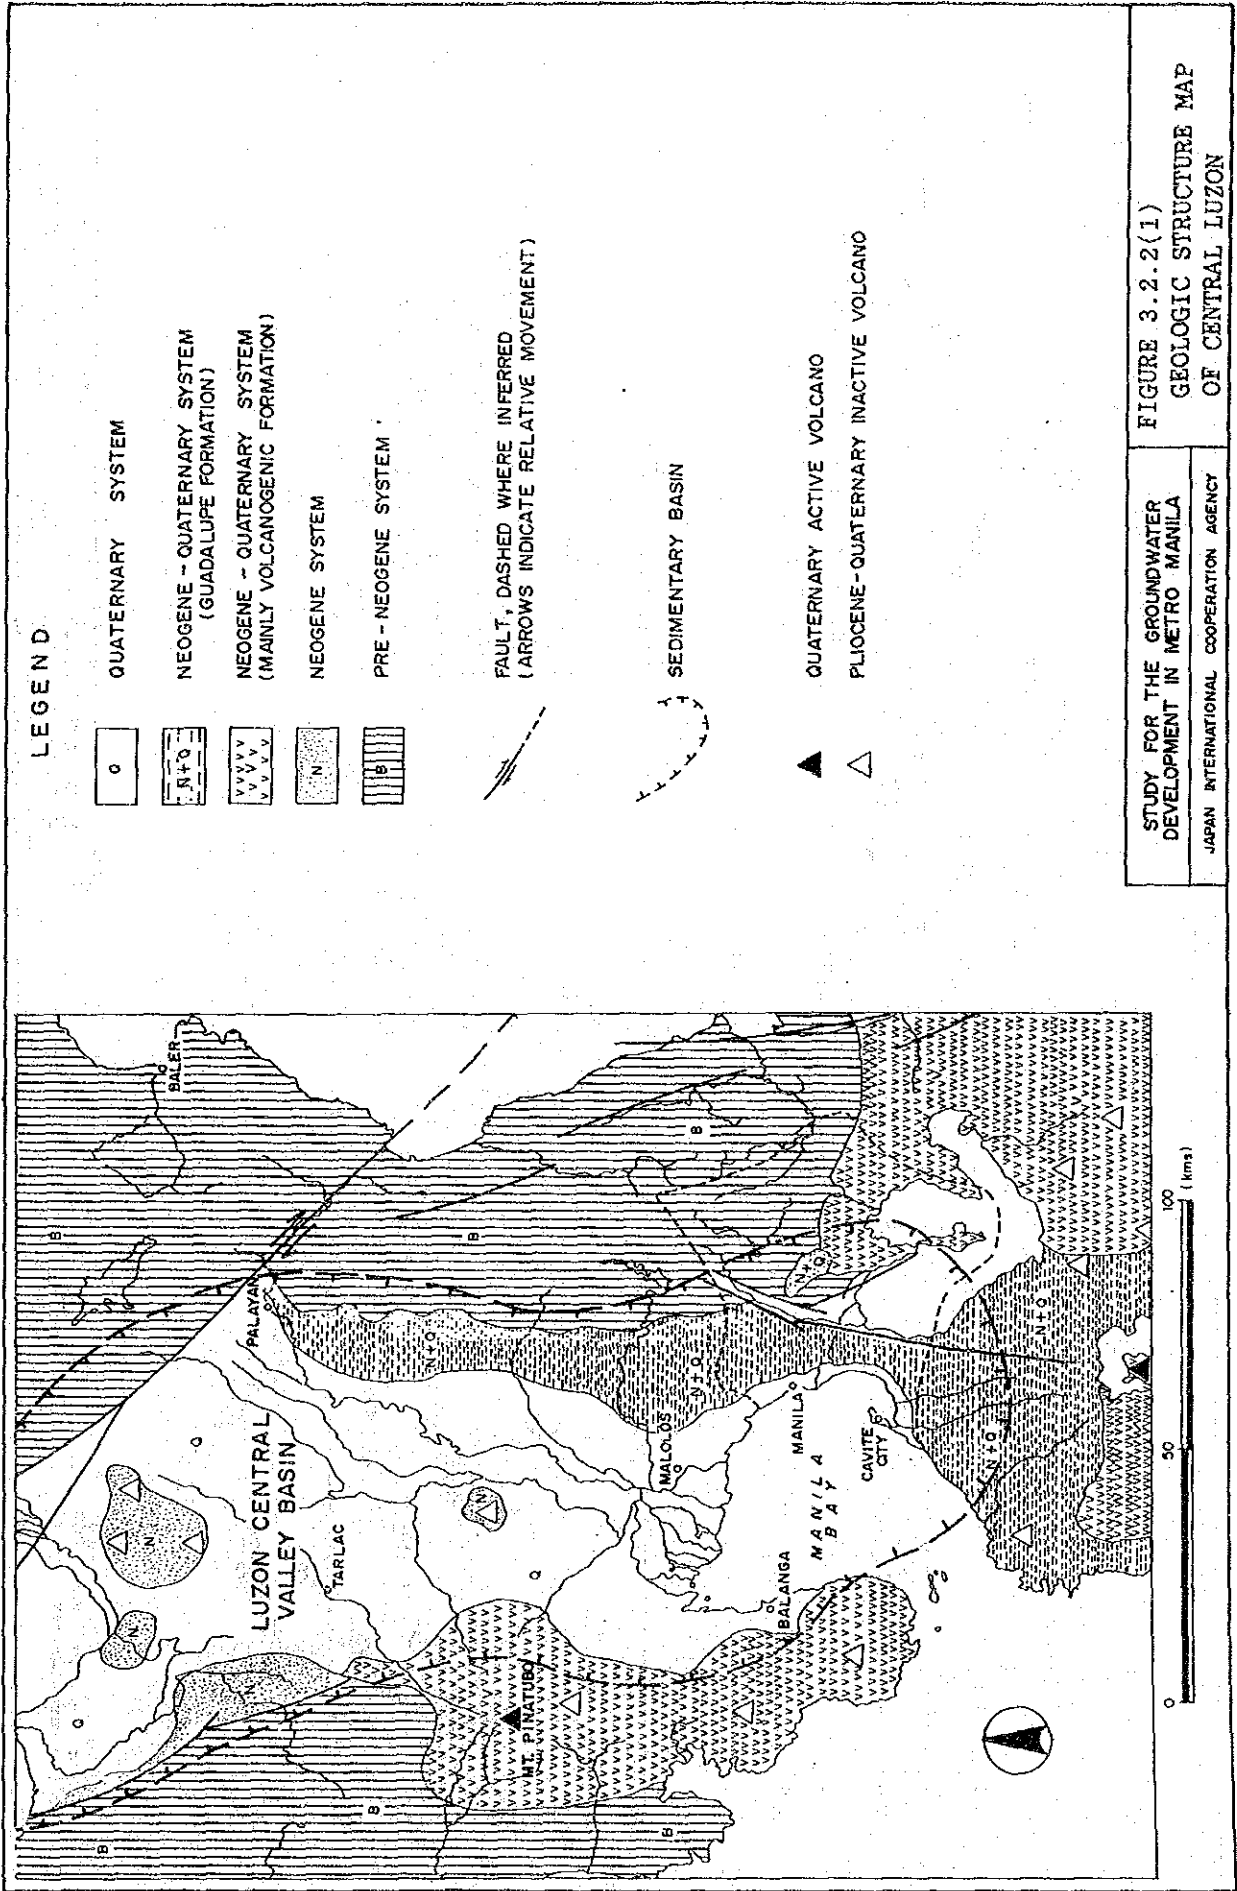 LEGEND
Q
QUATERNARY SYSTEM
N+Q
NEOGENE - QUATERNARY SYSTEM
(GUADALUPE FORMATION)
NEOGENE - QUATERNARY SYSTEM
(MAINLY VOLCANOGENIC FORMATION)
N
NEOGENE SYSTEM
B
PRE - NEOGENE SYSTEM
FAULT, DASHED WHERE INFERRED
(ARROWS INDICATE RELATIVE MOVEMENT)
SEDIMENTARY BASIN
QUATERNARY ACTIVE VOLCANO
PLIOCENE-QUATERNARY INACTIVE VOLCANO
B
BALER
B
PALAYAN
B
B
Q
LUZON CENTRAL
VALLEY BASIN
N
N
N
Q
TARLAC
N
Q
N+Q
N+Q
N+Q
MALOLOS
MANILA
MANILA
BAY
CAVITE
CITY
BALANGA
MT. PINATUBO
B
B
B
N+Q
N+Q
0
50
100
(kms)
STUDY FOR THE GROUNDWATER
DEVELOPMENT IN METRO MANILA
JAPAN INTERNATIONAL COOPERATION AGENCY
FIGURE 3.2.2(1)
GEOLOGIC STRUCTURE MAP
OF CENTRAL LUZON